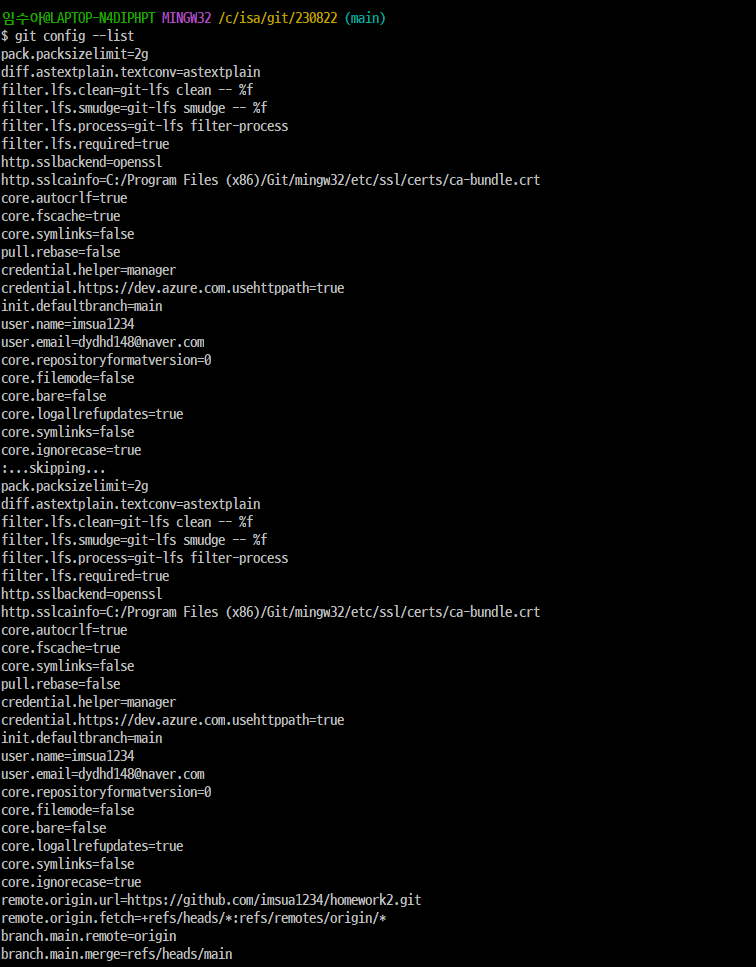 임수아@LAPTOP-N4DIPHPT MINGW32 /c/isa/git/230822 (main)
$ git config --list
pack.packsizelimit=2g
diff.astextplain.textconv=astextplain
filter.lfs.clean=git-lfs clean -- %f
filter.lfs.smudge=git-lfs smudge -- %f
filter.lfs.process=git-lfs filter-process
filter.lfs.required=true
http.sslbackend=openssl
http.sslcainfo=C:/Program Files (x86)/Git/mingw32/etc/ssl/certs/ca-bundle.crt
core.autocrlf=true
core.fscache=true
core.symlinks=false
pull.rebase=false
credential.helper=manager
credential.https://dev.azure.com.usehttppath=true
init.defaultbranch=main
user.name=imsua1234
user.email=dydhd148@naver.com
core.repositoryformatversion=0
core.filemode=false
core.bare=false
core.logallrefupdates=true
core.symlinks=false
core.ignorecase=true
:...skipping...
pack.packsizelimit=2g
diff.astextplain.textconv=astextplain
filter.lfs.clean=git-lfs clean -- %f
filter.lfs.smudge=git-lfs smudge -- %f
filter.lfs.process=git-lfs filter-process
filter.lfs.required=true
http.sslbackend=openssl
http.sslcainfo=C:/Program Files (x86)/Git/mingw32/etc/ssl/certs/ca-bundle.crt
core.autocrlf=true
core.fscache=true
core.symlinks=false
pull.rebase=false
credential.helper=manager
credential.https://dev.azure.com.usehttppath=true
init.defaultbranch=main
user.name=imsua1234
user.email=dydhd148@naver.com
core.repositoryformatversion=0
core.filemode=false
core.bare=false
core.logallrefupdates=true
core.symlinks=false
core.ignorecase=true
remote.origin.url=https://github.com/imsua1234/homework2.git
remote.origin.fetch=+refs/heads/*:refs/remotes/origin/*
branch.main.remote=origin
branch.main.merge=refs/heads/main